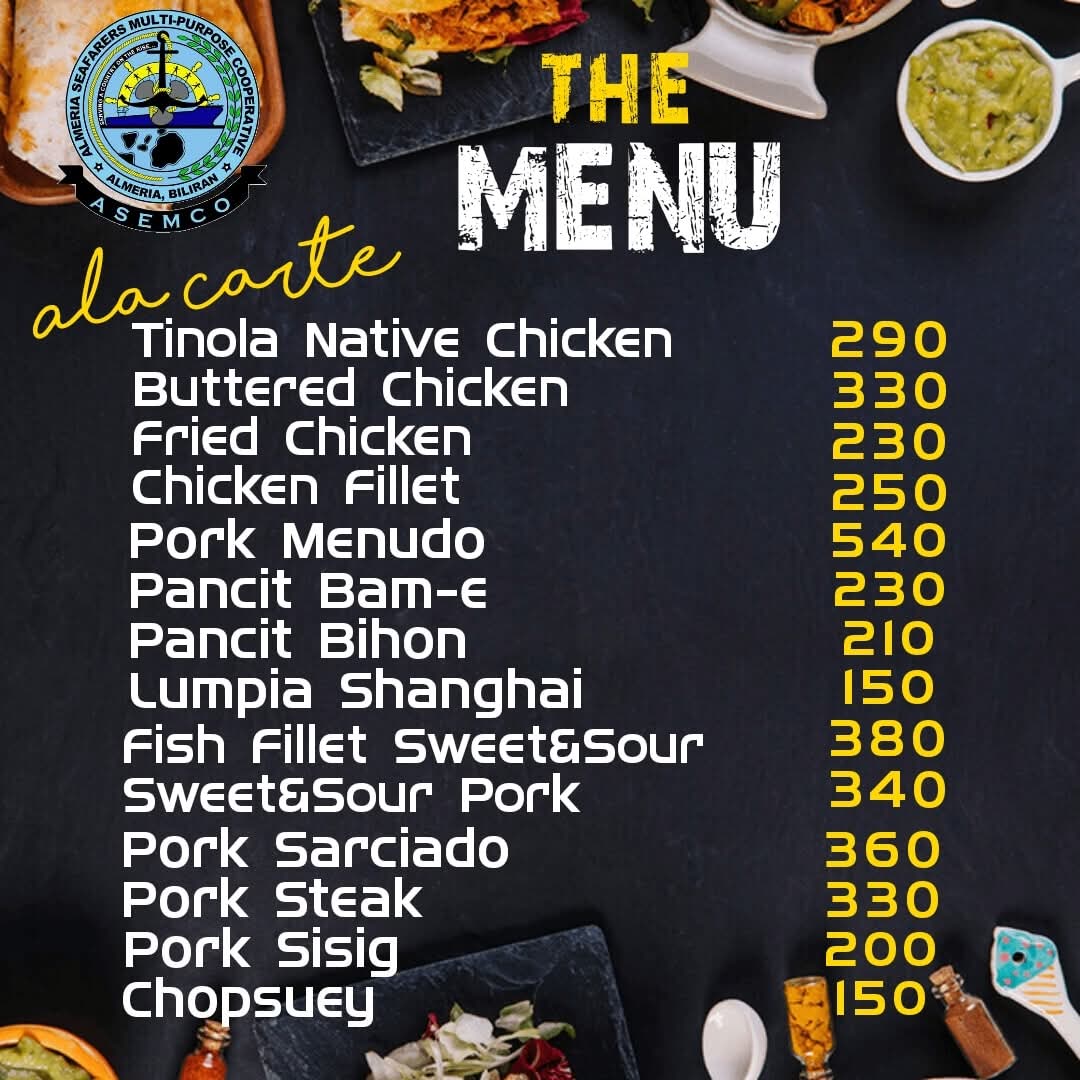 ALMERIA SEAFARERS MULTI-PURPOSE COOPERATIVE
ALMERIA, BILIRAN
ASEMCO
THE
MENU
ala carte
Tinola Native Chicken 290
Buttered Chicken 330
Fried Chicken 230
Chicken Fillet 250
Pork Menudo 540
Pancit Bam-e 230
Pancit Bihon 210
Lumpia Shanghai 150
Fish Fillet Sweet&Sour 380
Sweet&Sour Pork 340
Pork Sarciado 360
Pork Steak 330
Pork Sisig 200
Chopsuey 150